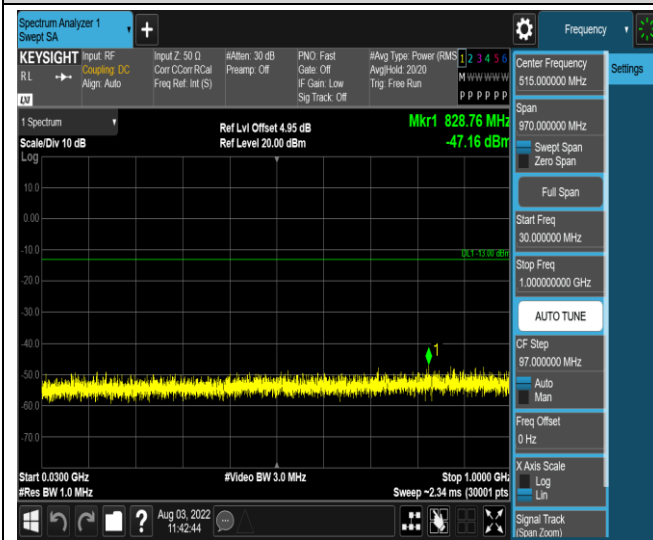 Spectrum Analyzer 1
Swept SA
+
Frequency
KEYSIGHT
RL
LXI
Input: RF
Coupling: DC
Align: Auto
Input Z: 50 Ω
Corr CCorr RCal
Freq Ref: Int (S)
#Atten: 30 dB
Preamp: Off
PNO: Fast
Gate: Off
IF Gain: Low
Sig Track: Off
#Avg Type: Power (RMS
Avg|Hold: 20/20
Trig: Free Run
1 2 3 4 5 6
M W W W W W
P P P P P P
1 Spectrum
Scale/Div 10 dB
Ref Lvl Offset 4.95 dB
Ref Level 20.00 dBm
Mkr1 828.76 MHz
-47.16 dBm
Log
10.0
0.00
-10.0
DL1 -13.00 dBm
-20.0
-30.0
-40.0
1
-50.0
-60.0
-70.0
Start 0.0300 GHz
#Res BW 1.0 MHz
#Video BW 3.0 MHz
Stop 1.0000 GHz
Sweep ~2.34 ms (30001 pts)
?
Aug 03, 2022
11:42:44
Center Frequency
515.000000 MHz
Settings
Span
970.000000 MHz
Swept Span
Zero Span
Full Span
Start Freq
30.000000 MHz
Stop Freq
1.000000000 GHz
AUTO TUNE
CF Step
97.000000 MHz
Auto
Man
Freq Offset
0 Hz
X Axis Scale
Log
Lin
Signal Track
(Span Zoom)